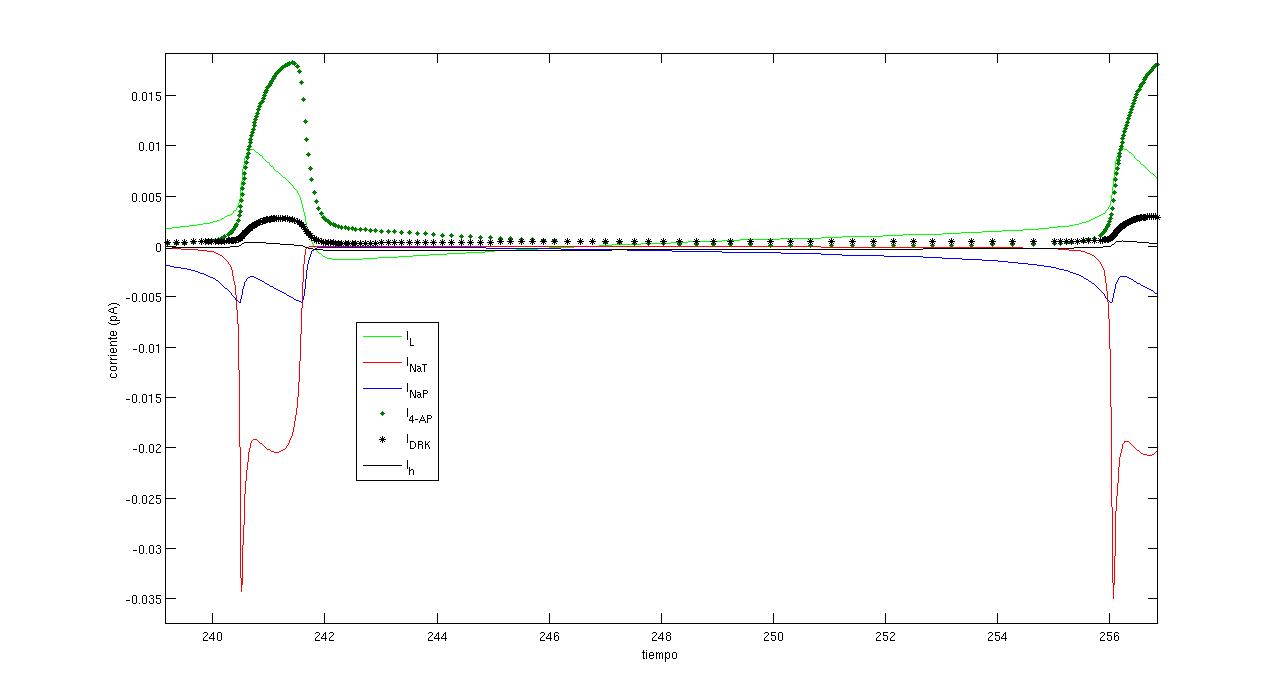 0.015
0.01
0.005
0
-0.005
-0.01
-0.015
-0.02
-0.025
-0.03
-0.035
corriente (pA)
I_L
I_NaT
I_NaP
I_4-AP
I_DRK
I_h
240 242 244 246 248 250 252 254 256
tiempo